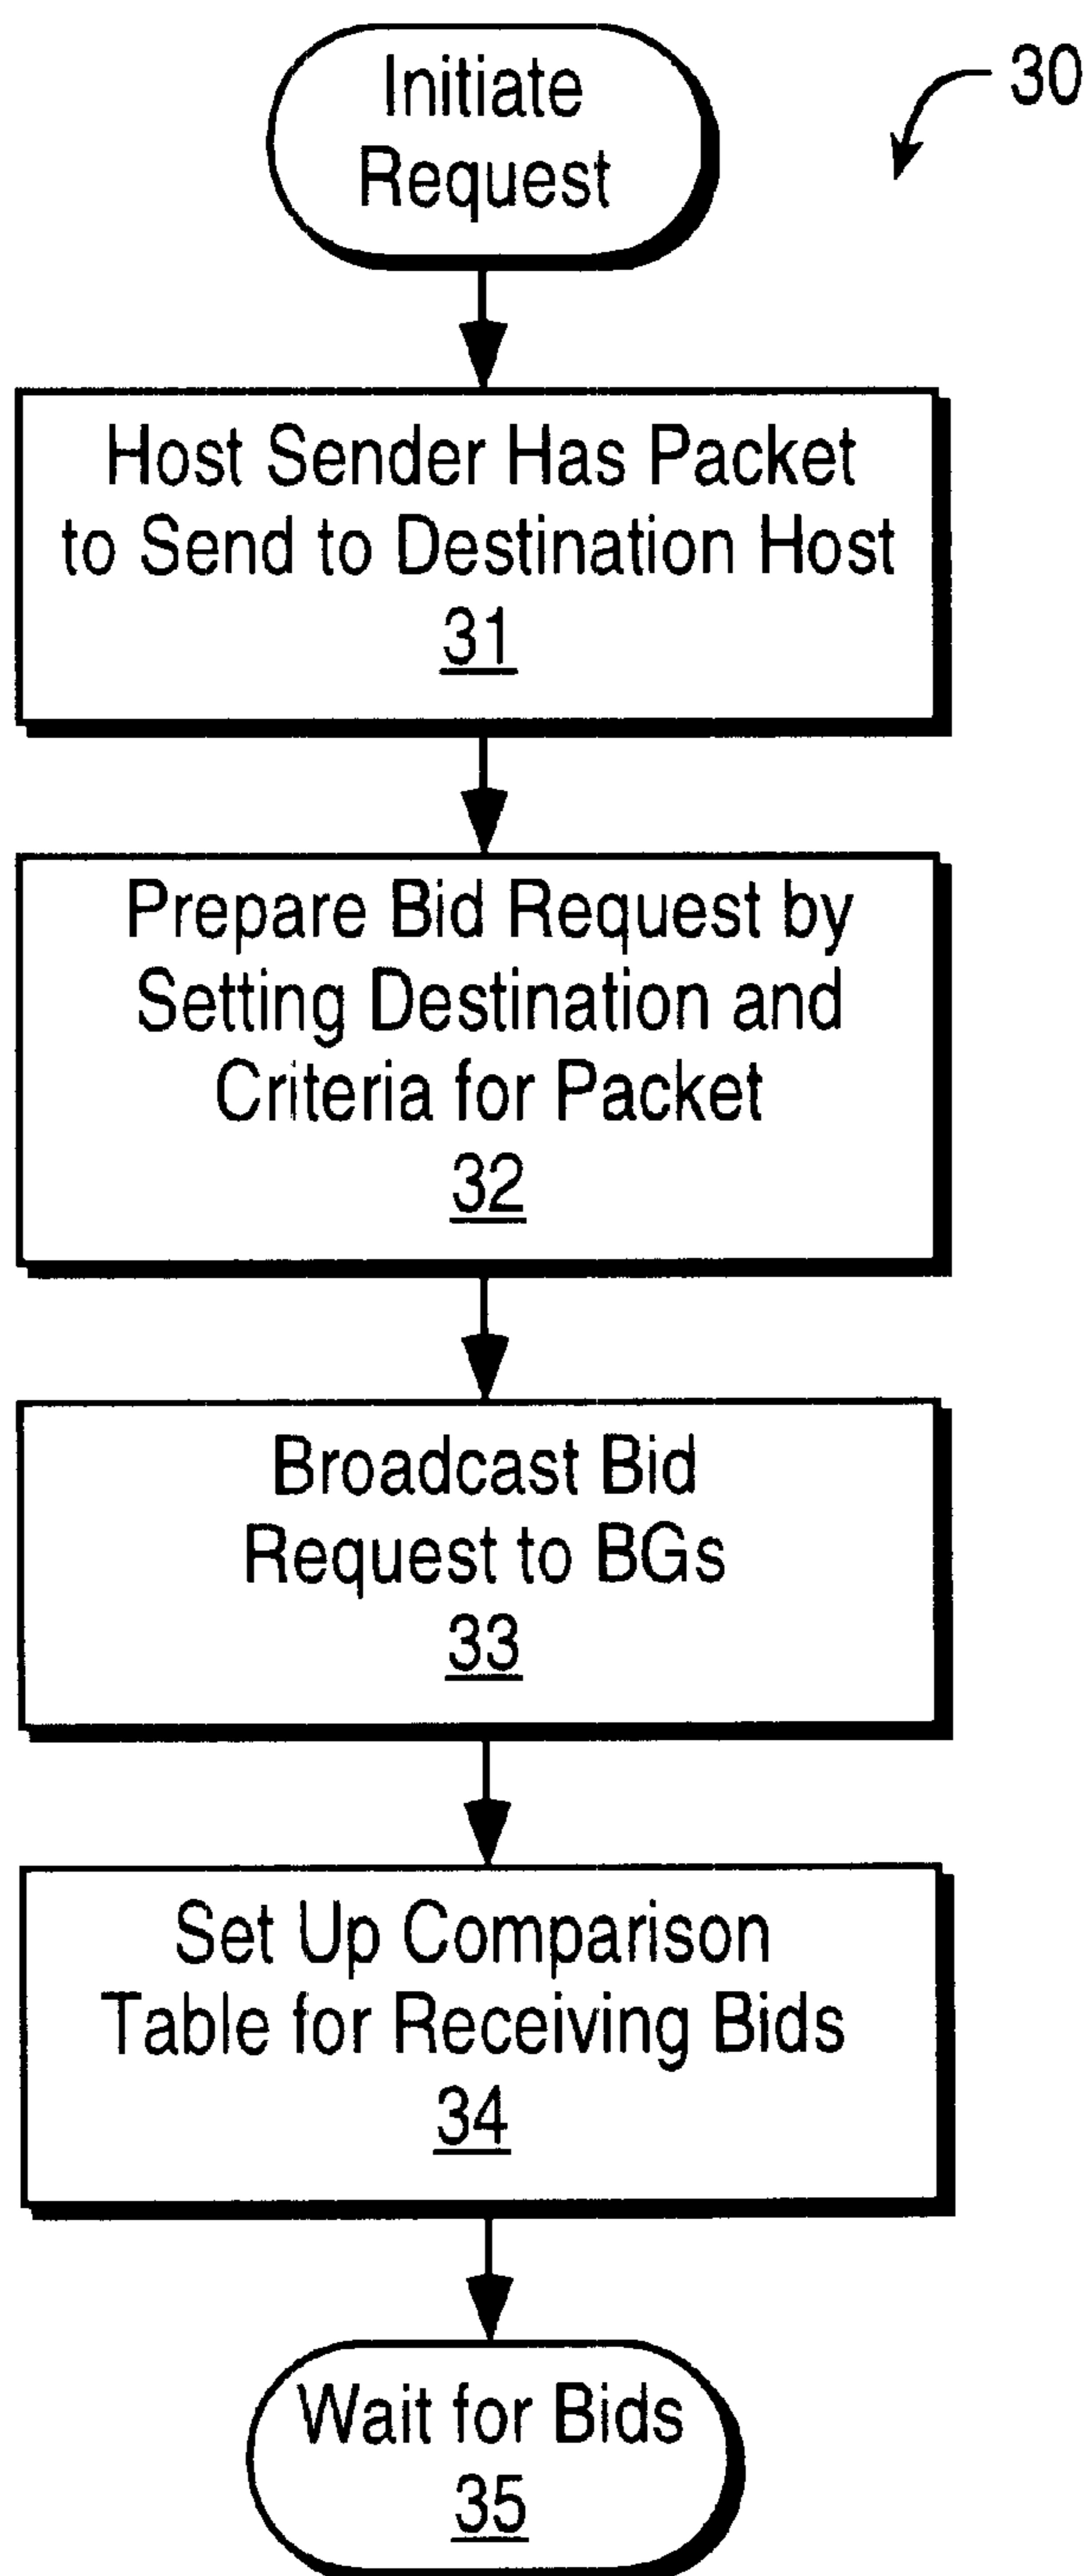 Initiate
Request
30
Host Sender Has Packet
to Send to Destination Host
31
Prepare Bid Request by
Setting Destination and
Criteria for Packet
32
Broadcast Bid
Request to BGs
33
Set Up Comparison
Table for Receiving Bids
34
Wait for Bids
35